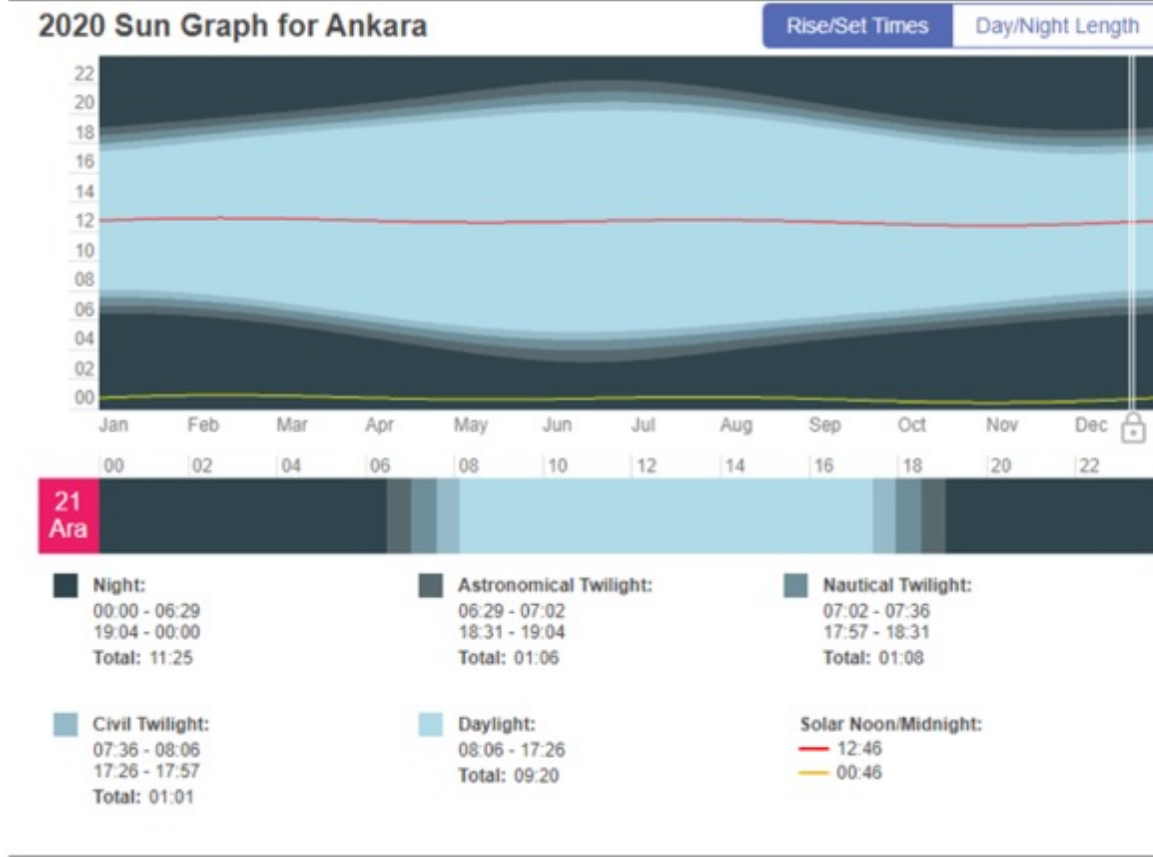 2020 Sun Graph for Ankara
Rise/Set Times
Day/Night Length
22
20
18
16
14
12
10
08
06
04
02
00
Jan Feb Mar Apr May Jun Jul Aug Sep Oct Nov Dec
00 02 04 06 08 10 12 14 16 18 20 22
21
Ara
Night:
00:00 - 06:29
19:04 - 00:00
Total: 11:25
Astronomical Twilight:
06:29 - 07:02
18:31 - 19:04
Total: 01:06
Nautical Twilight:
07:02 - 07:36
17:57 - 18:31
Total: 01:08
Civil Twilight:
07:36 - 08:06
17:26 - 17:57
Total: 01:01
Daylight:
08:06 - 17:26
Total: 09:20
Solar Noon/Midnight:
12:46
00:46